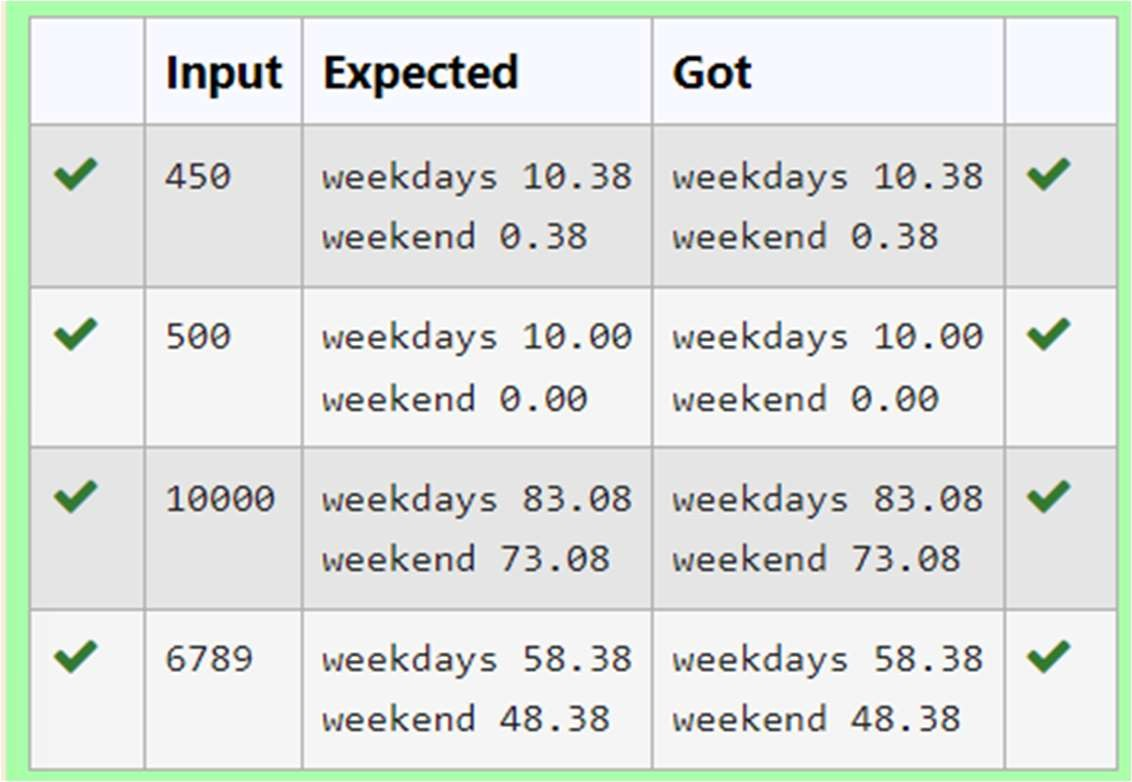 Input Expected Got
450 weekdays 10.38 weekdays 10.38
weekend 0.38 weekend 0.38
500 weekdays 10.00 weekdays 10.00
weekend 0.00 weekend 0.00
10000 weekdays 83.08 weekdays 83.08
weekend 73.08 weekend 73.08
6789 weekdays 58.38 weekdays 58.38
weekend 48.38 weekend 48.38